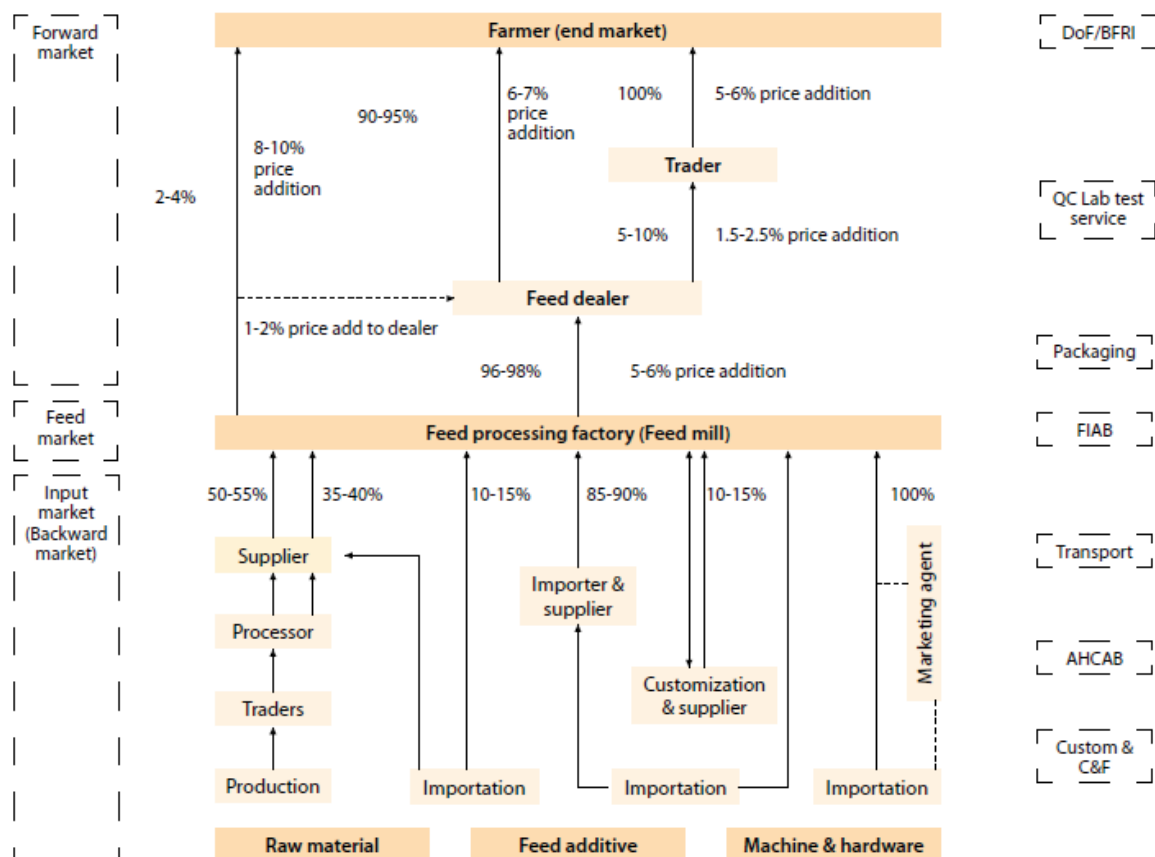 Forward
market
Farmer (end market)
DoF/BFRI
90-95%
6-7%
price
addition
100%
5-6% price addition
8-10%
price
addition
2-4%
Trader
QC Lab test
service
5-10%
1.5-2.5% price addition
Feed dealer
1-2% price add to dealer
Packaging
96-98%
5-6% price addition
Feed
market
Feed processing factory (Feed mill)
FIAB
Input
market
(Backward
market)
50-55%
35-40%
10-15%
85-90%
10-15%
100%
Supplier
Importer &
supplier
Marketing agent
Transport
Processor
Customization
& supplier
AHCAB
Traders
Custom &
C&F
Production
Importation
Importation
Importation
Raw material
Feed additive
Machine & hardware